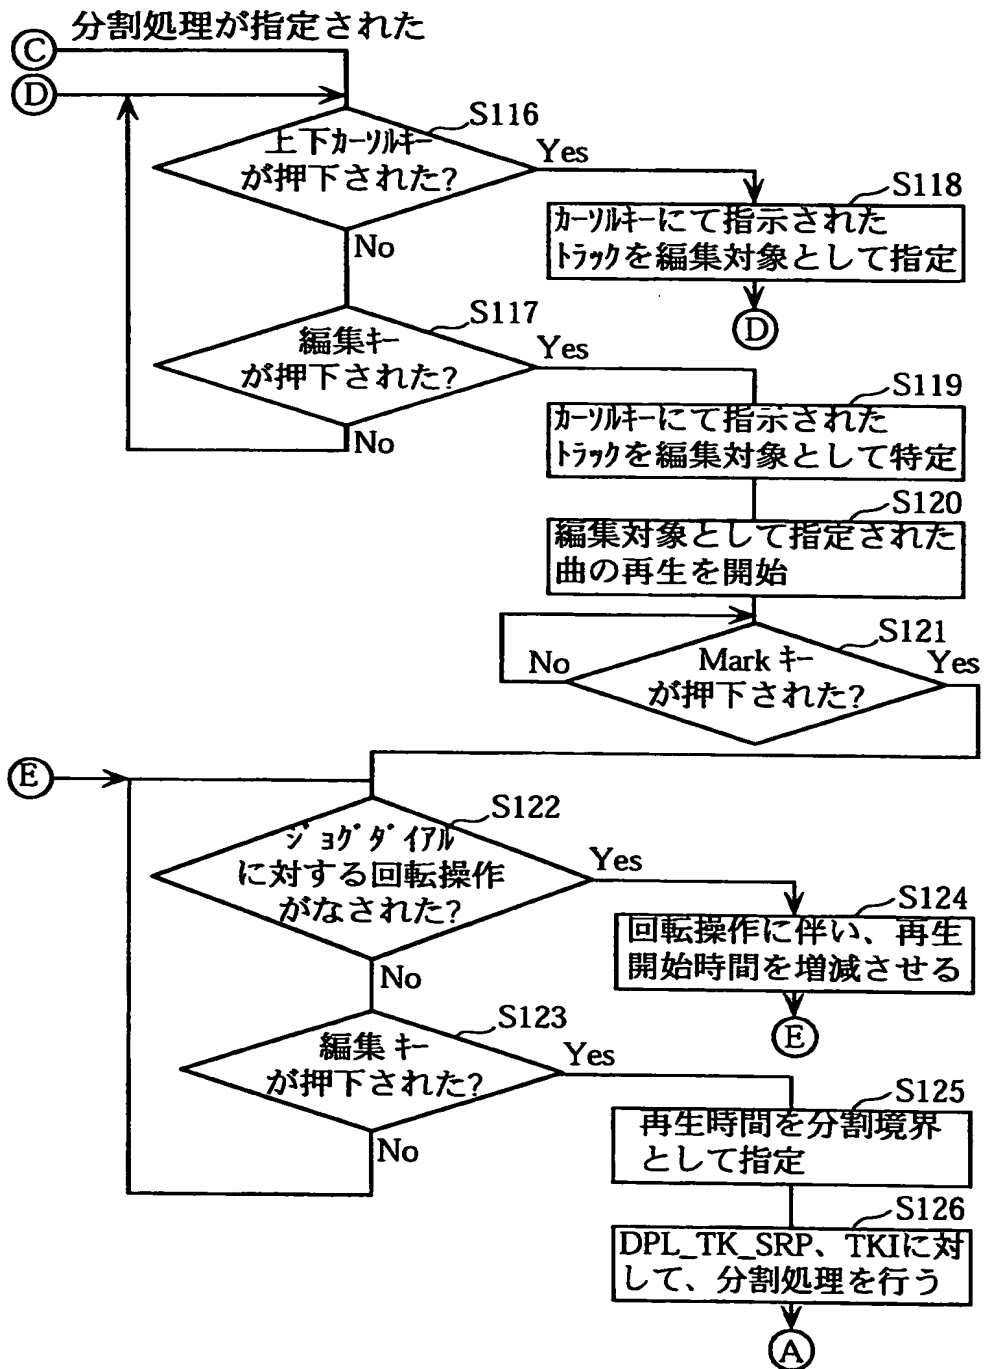 分割処理が指定された
C
D
S116
上下カーソルキー
が押下された?
Yes
No
S118
カーソルキーにて指示された
トラックを編集対象として指定
D
S117
編集キー
が押下された?
Yes
No
S119
カーソルキーにて指示された
トラックを編集対象として特定
S120
編集対象として指定された
曲の再生を開始
S121
Mark キー
が押下された?
No
Yes
E
S122
ジョグダイアル
に対する回転操作
がなされた?
Yes
No
S124
回転操作に伴い、再生
開始時間を増減させる
E
S123
編集キー
が押下された?
Yes
No
S125
再生時間を分割境界
として指定
S126
DPL_TK_SRP、TKIに対
して、分割処理を行う
A